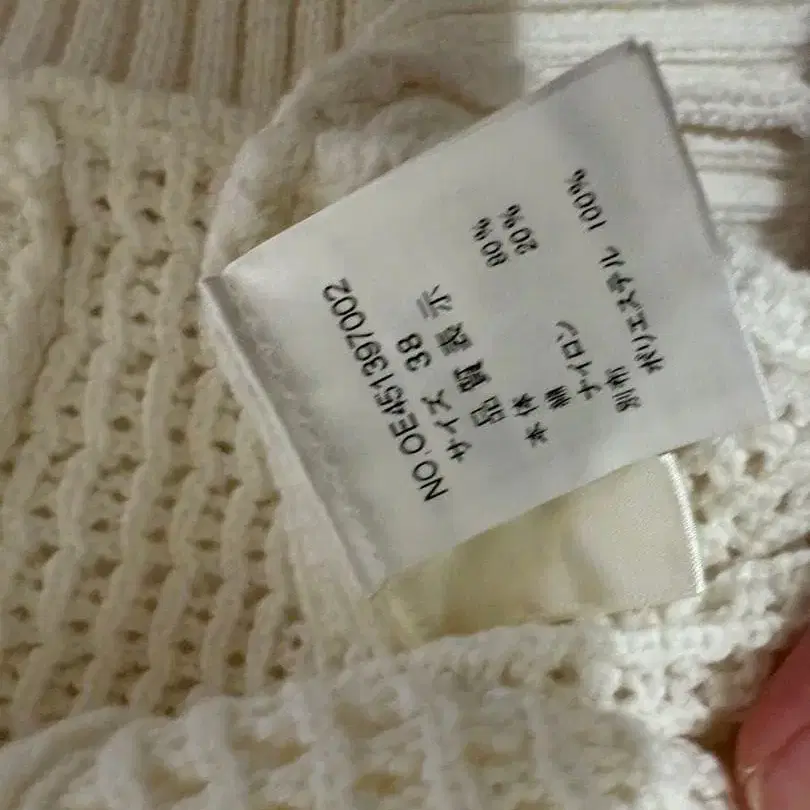 NO.OE451397002
サイズ 38
品質表示
本体
綿 80%
ナイロン 20%
別布
ポリエステル 100%